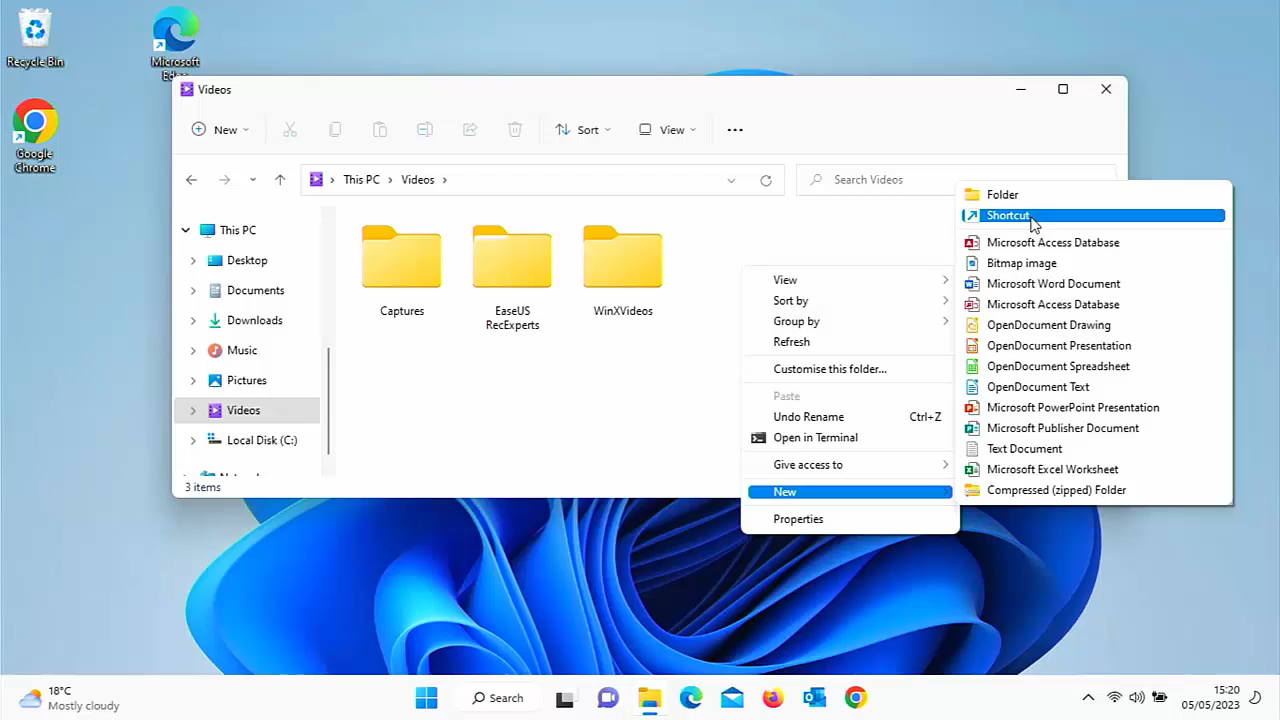 Recycle Bin
Microsoft
Edge
Google
Chrome
Videos
New
Sort
View
This PC
Videos
Search Videos
This PC
Desktop
Documents
Downloads
Music
Pictures
Videos
Local Disk (C:)
3 items
Captures
EaseUS
RecExperts
WinXVideos
View
Sort by
Group by
Refresh
Customise this folder...
Paste
Undo Rename Ctrl+Z
Open in Terminal
Give access to
New
Properties
Folder
Shortcut
Microsoft Access Database
Bitmap image
Microsoft Word Document
Microsoft Access Database
OpenDocument Drawing
OpenDocument Presentation
OpenDocument Spreadsheet
OpenDocument Text
Microsoft PowerPoint Presentation
Microsoft Publisher Document
Text Document
Microsoft Excel Worksheet
Compressed (zipped) Folder
18°C
Mostly cloudy
Search
15:20
05/05/2023